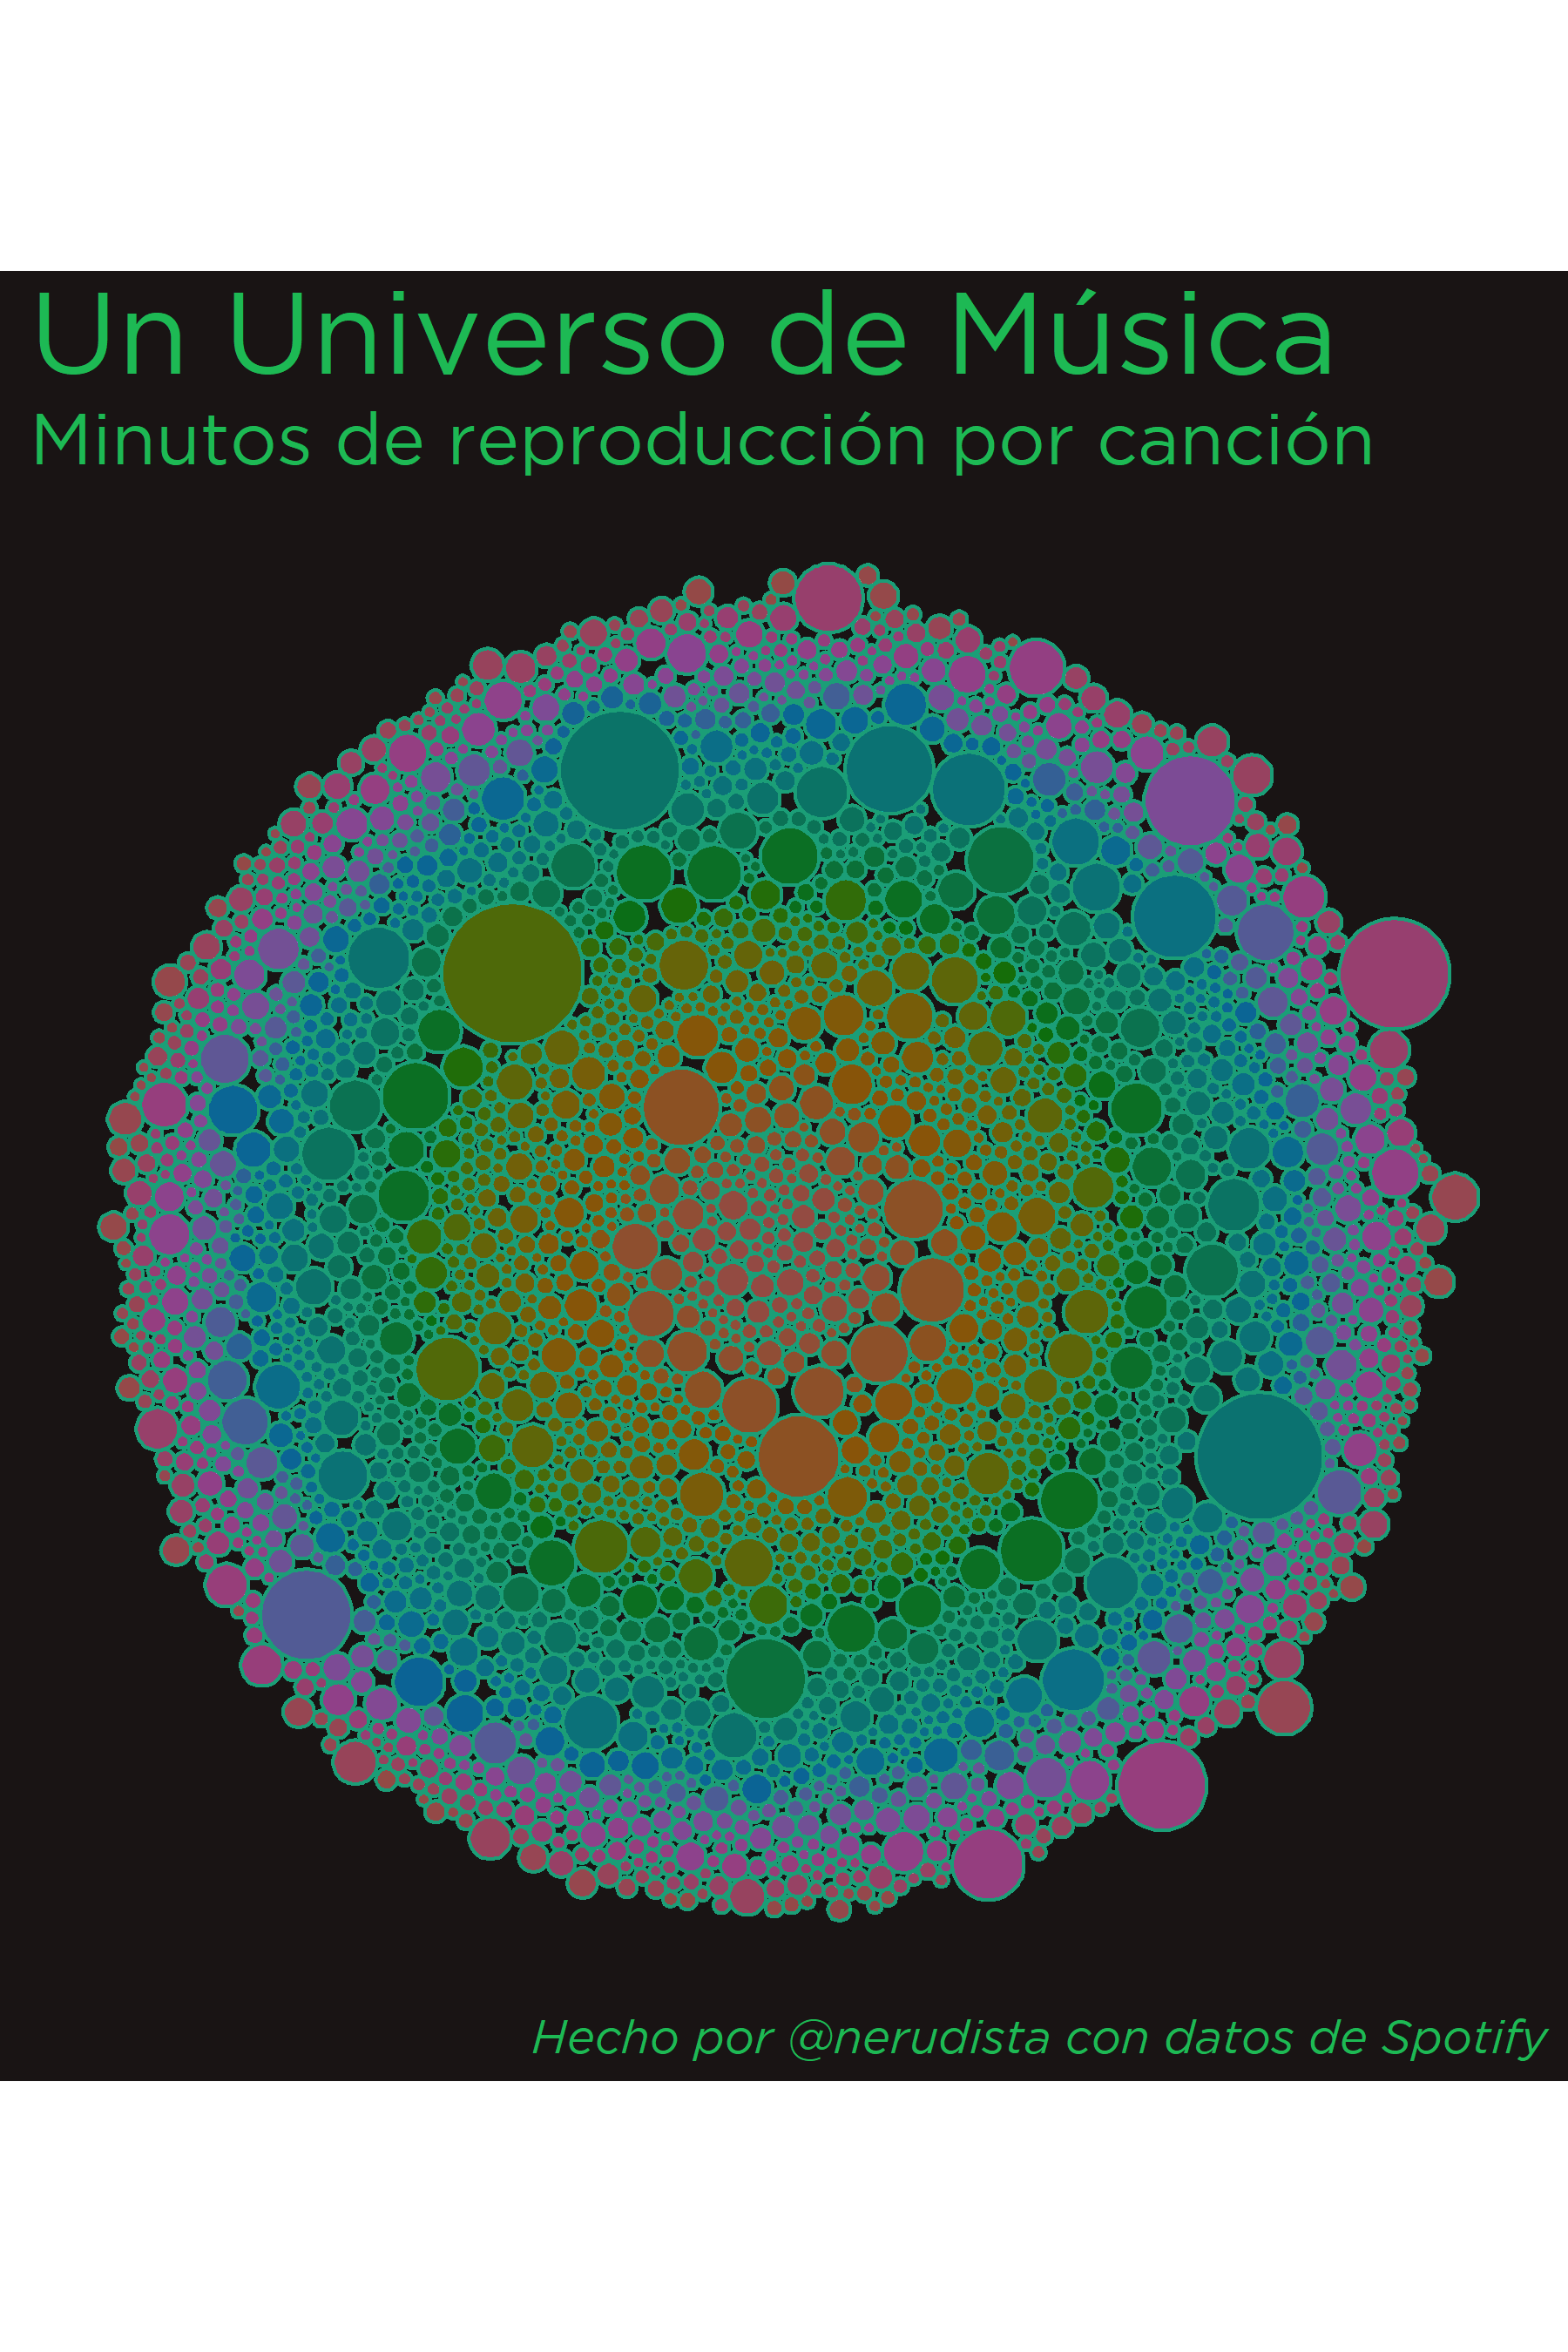 Un Universo de Música
Minutos de reproducción por canción
Hecho por @nerudista con datos de Spotify